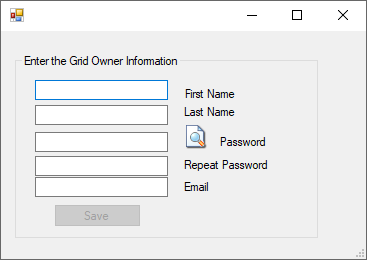 Enter the Grid Owner Information
First Name
Last Name
Password
Repeat Password
Email
Save